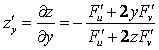 z'_y = ∂z/∂y = − (F'_u + 2yF'_v)/(F'_u + 2zF'_v)